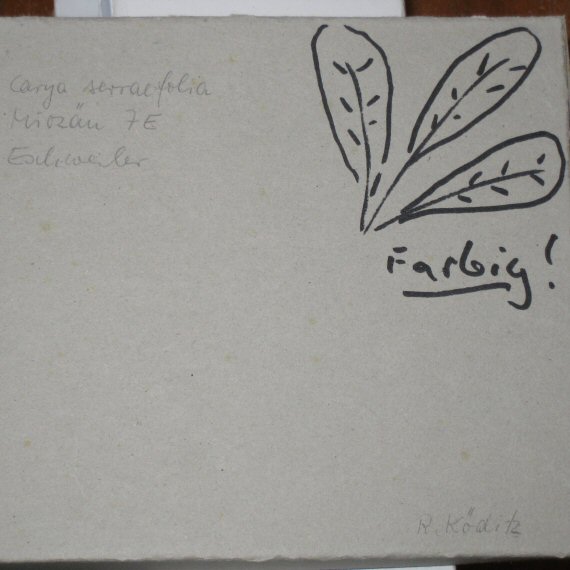 Carya serraefolia
Miozän 7E
Eschweiler
Farbig!
R. Köditz